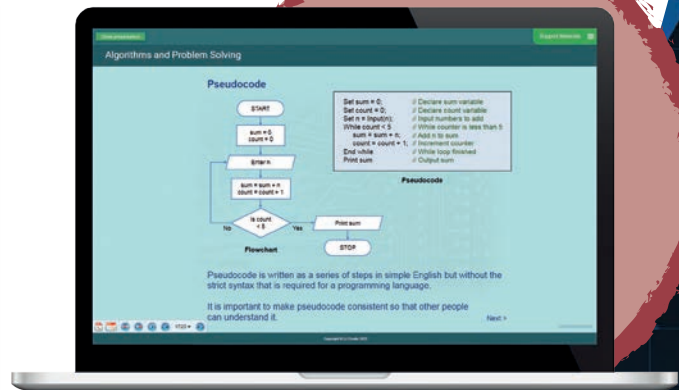 Support Materials
Algorithms and Problem Solving
Pseudocode
START
sum = 0
count = 0
Enter n
sum = sum + n
count = count + 1
Is count
< 5
No
Yes
Print sum
STOP
Flowchart
Set sum = 0; // Declare sum variable
Set count = 0; // Declare count variable
Set n = Input(n); // Input numbers to add
While count < 5 // While counter is less than 5
sum = sum + n; // Add n to sum
count = count + 1; // Increment counter
End while // While loop finished
Print sum // Output sum
Pseudocode
Pseudocode is written as a series of steps in simple English but without the
strict syntax that is required for a programming language.
It is important to make pseudocode consistent so that other people
can understand it.
Next >